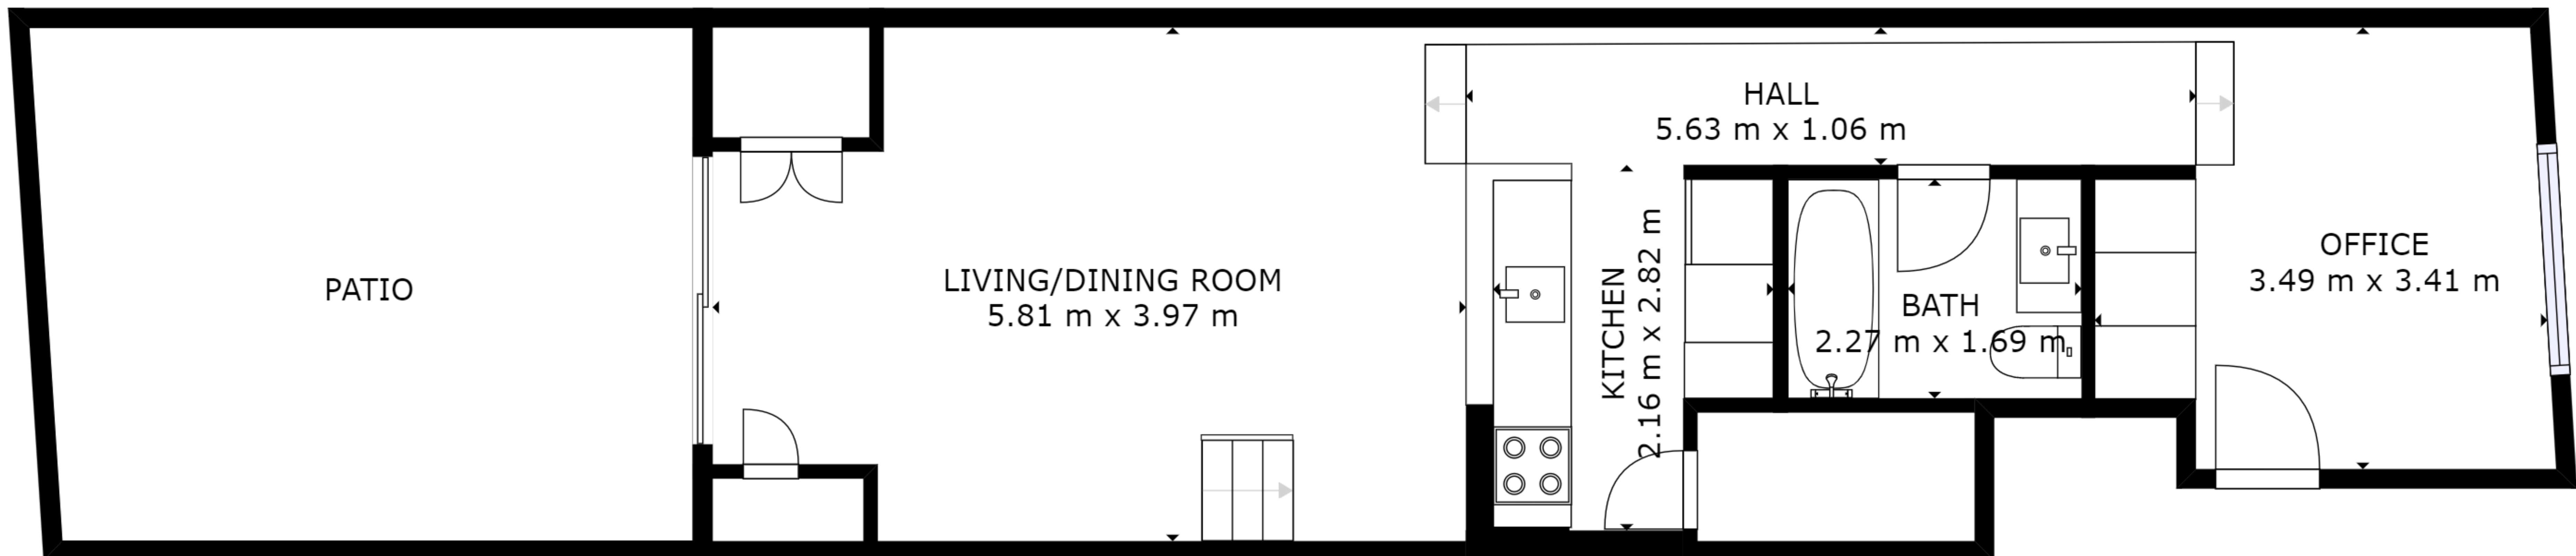 PATIO
LIVING/DINING ROOM
5.81 m x 3.97 m
HALL
5.63 m x 1.06 m
KITCHEN
2.16 m x 2.82 m
BATH
2.27 m x 1.69 m
OFFICE
3.49 m x 3.41 m